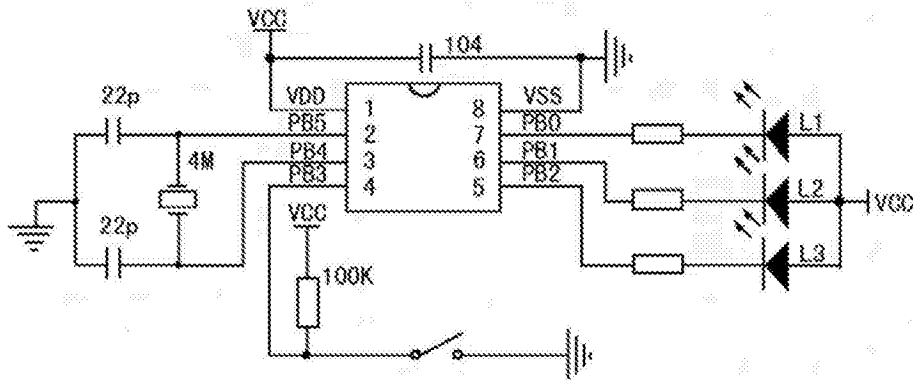 VCC
104
22p
VDD
1
8
VSS
PB5
2
7
PB0
L1
4M
PB4
3
6
PB1
PB3
4
5
PB2
L2
VCC
22p
VCC
L3
100K